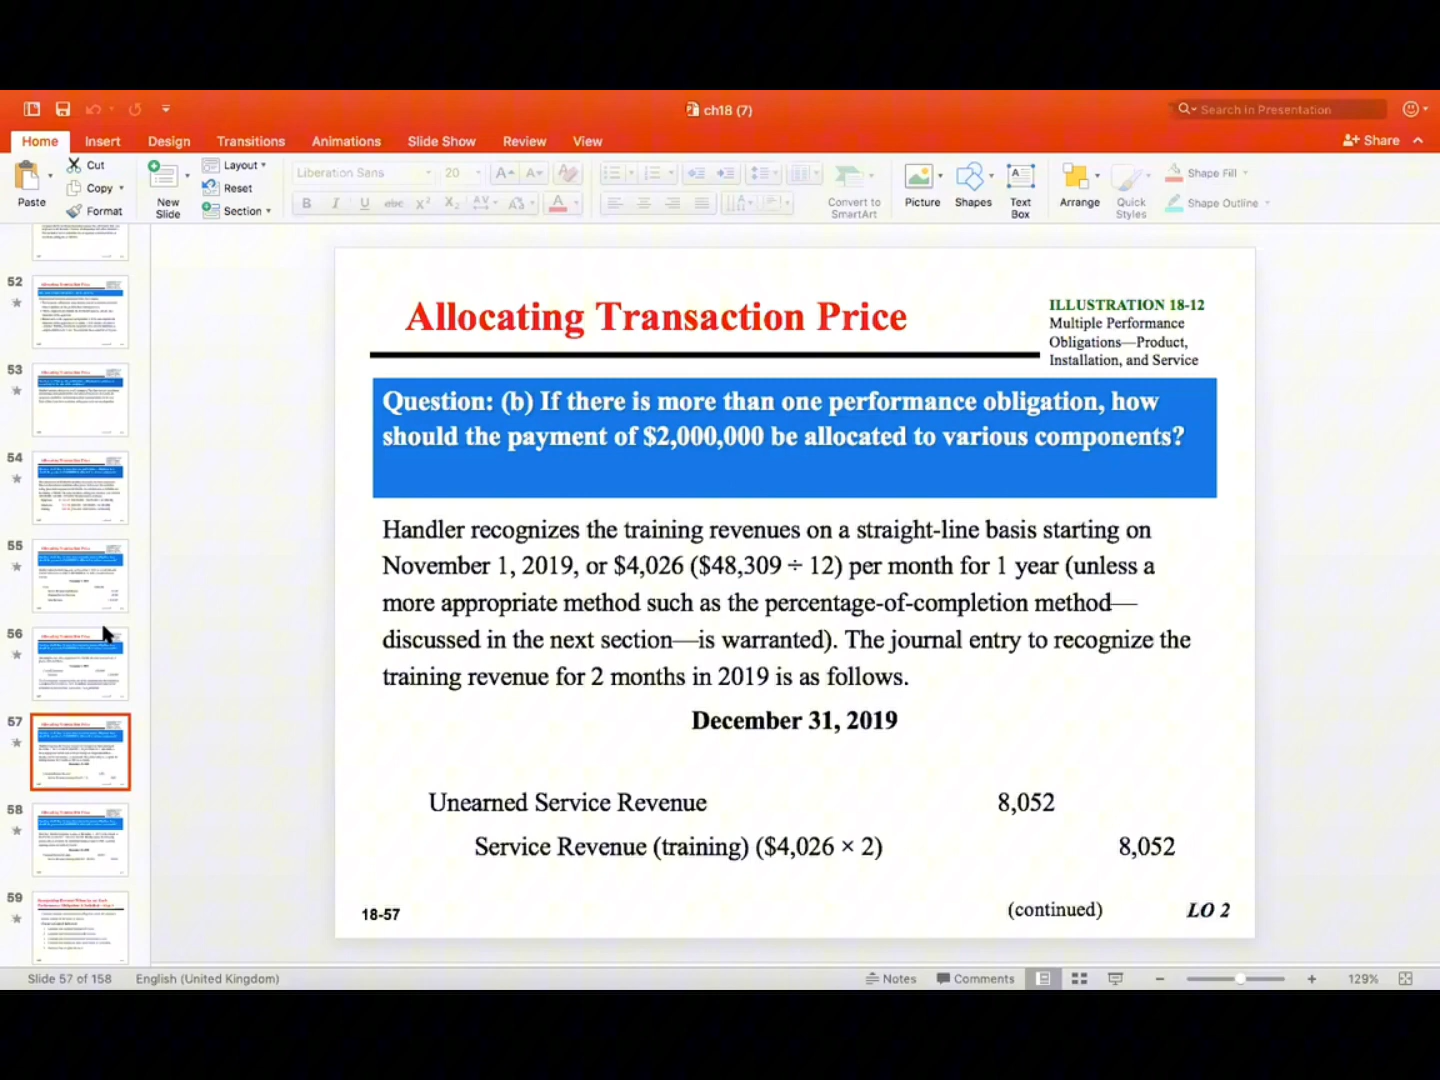 ch18 (7)
Search in Presentation
Home Insert Design Transitions Animations Slide Show Review View
Share
Paste
Cut
Copy
Format
New Slide
Layout
Reset
Section
Liberation Sans 20
Convert to SmartArt
Picture
Shapes
Text Box
Arrange
Quick Styles
Shape Fill
Shape Outline
52
53
54
55
56
57
58
59
Allocating Transaction Price
ILLUSTRATION 18-12
Multiple Performance
Obligations—Product,
Installation, and Service
Question: (b) If there is more than one performance obligation, how
should the payment of $2,000,000 be allocated to various components?
Handler recognizes the training revenues on a straight-line basis starting on
November 1, 2019, or $4,026 ($48,309 ÷ 12) per month for 1 year (unless a
more appropriate method such as the percentage-of-completion method—
discussed in the next section—is warranted). The journal entry to recognize the
training revenue for 2 months in 2019 is as follows.
December 31, 2019
Unearned Service Revenue 8,052
Service Revenue (training) ($4,026 × 2) 8,052
18-57
(continued)
LO 2
Slide 57 of 158 English (United Kingdom)
Notes Comments 129%